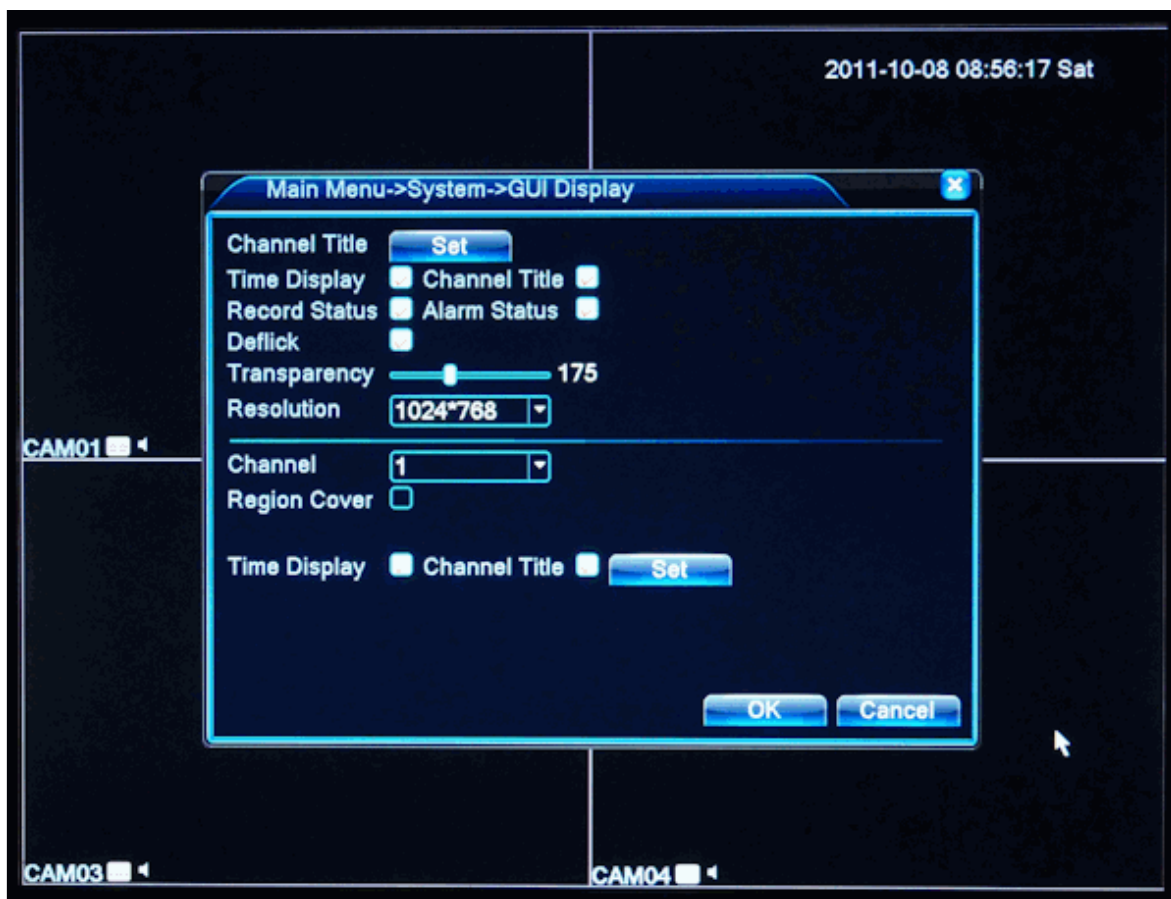 2011-10-08 08:56:17 Sat
Main Menu->System->GUI Display
Channel Title Set
Time Display Channel Title
Record Status Alarm Status
Deflick
Transparency 175
Resolution 1024*768
CAM01
Channel 1
Region Cover
Time Display Channel Title Set
OK Cancel
CAM03
CAM04